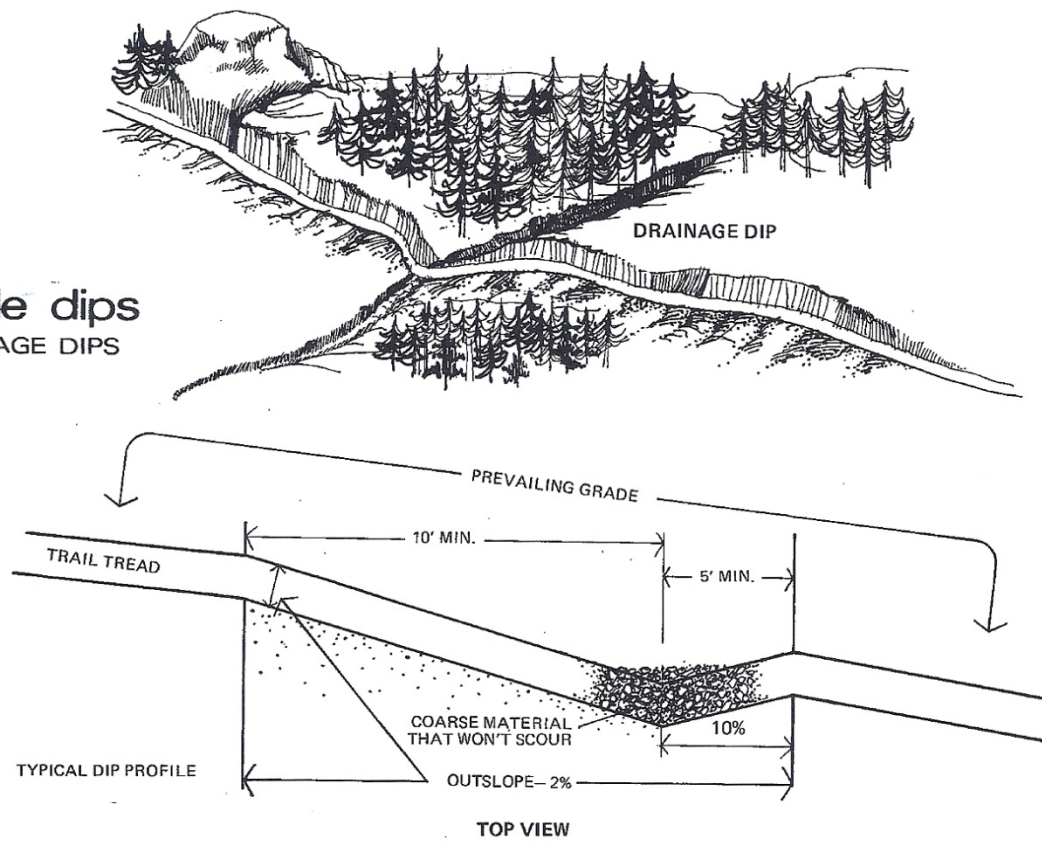 DRAINAGE DIP
dips
DIPS
PREVAILING GRADE
10' MIN.
TRAIL TREAD
5' MIN.
COARSE MATERIAL
THAT WON'T SCOUR
10%
TYPICAL DIP PROFILE
OUTSLOPE–2%
TOP VIEW